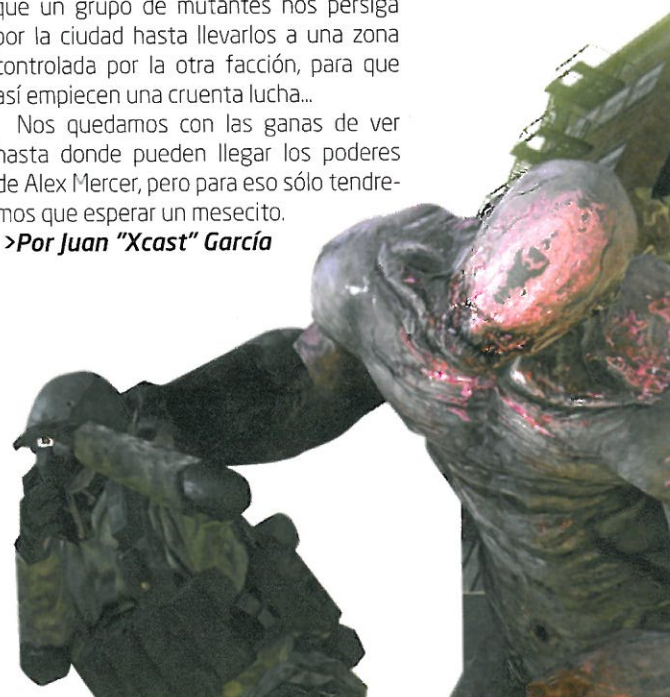 que un grupo de mutantes nos persiga
por la ciudad hasta llevarlos a una zona
controlada por la otra facción, para que
así empiecen una cruenta lucha...
Nos quedamos con las ganas de ver
hasta donde pueden llegar los poderes
de Alex Mercer, pero para eso sólo tendre-
mos que esperar un mesecito.
>Por Juan "Xcast" García